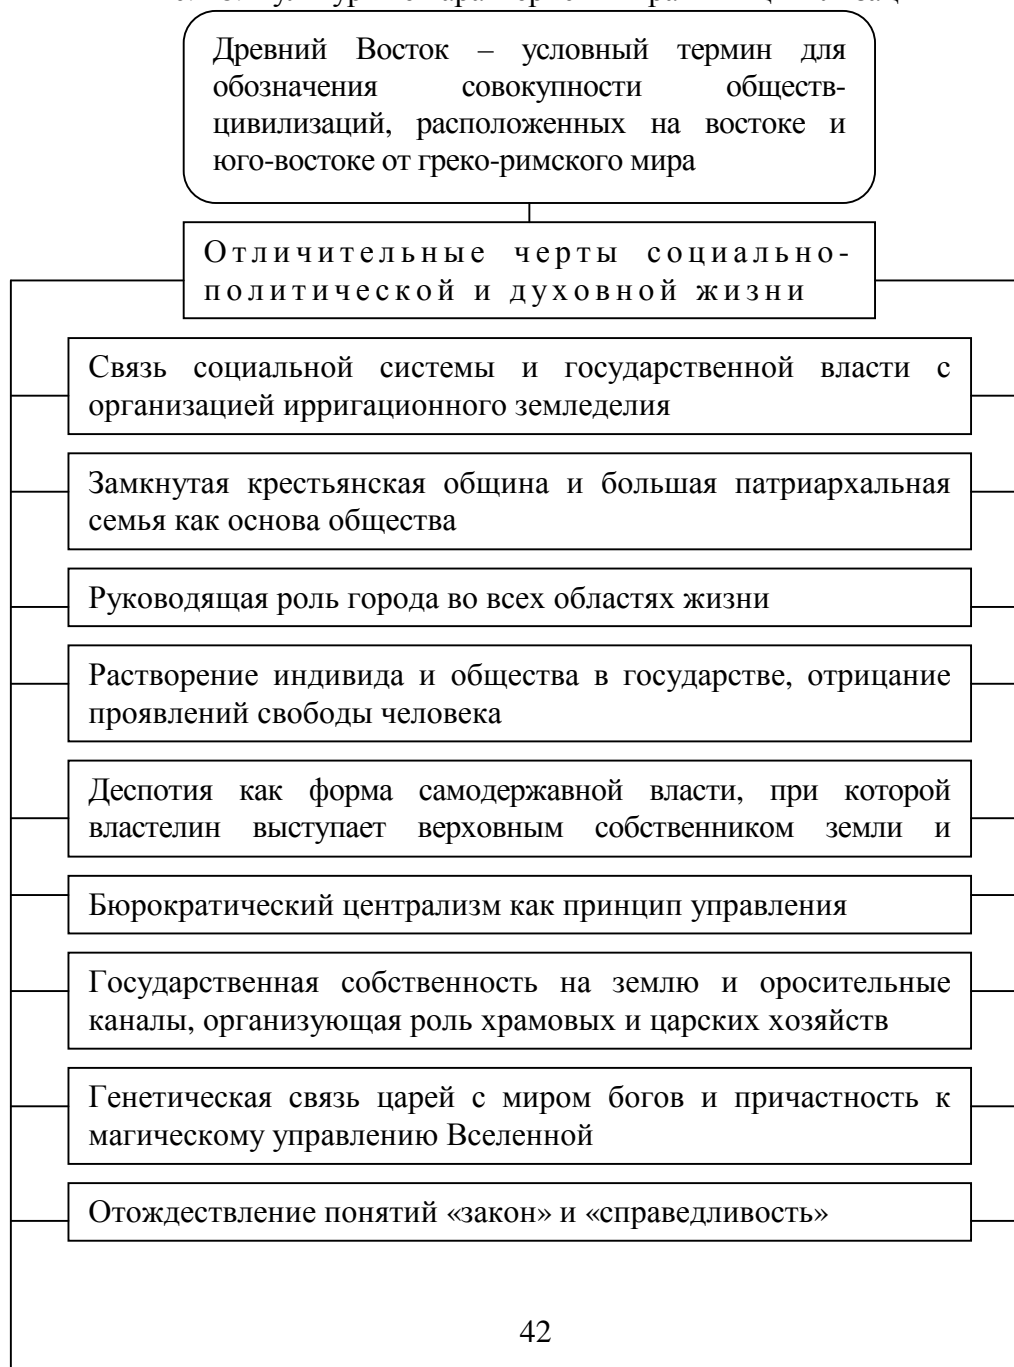 Древний Восток – условный термин для
обозначения совокупности обществ-
цивилизаций, расположенных на востоке и
юго-востоке от греко-римского мира
Отличительные черты социально-
политической и духовной жизни
Связь социальной системы и государственной власти с
организацией ирригационного земледелия
Замкнутая крестьянская община и большая патриархальная
семья как основа общества
Руководящая роль города во всех областях жизни
Растворение индивида и общества в государстве, отрицание
проявлений свободы человека
Деспотия как форма самодержавной власти, при которой
властелин выступает верховным собственником земли и
Бюрократический централизм как принцип управления
Государственная собственность на землю и оросительные
каналы, организующая роль храмовых и царских хозяйств
Генетическая связь царей с миром богов и причастность к
магическому управлению Вселенной
Отождествление понятий «закон» и «справедливость»
42